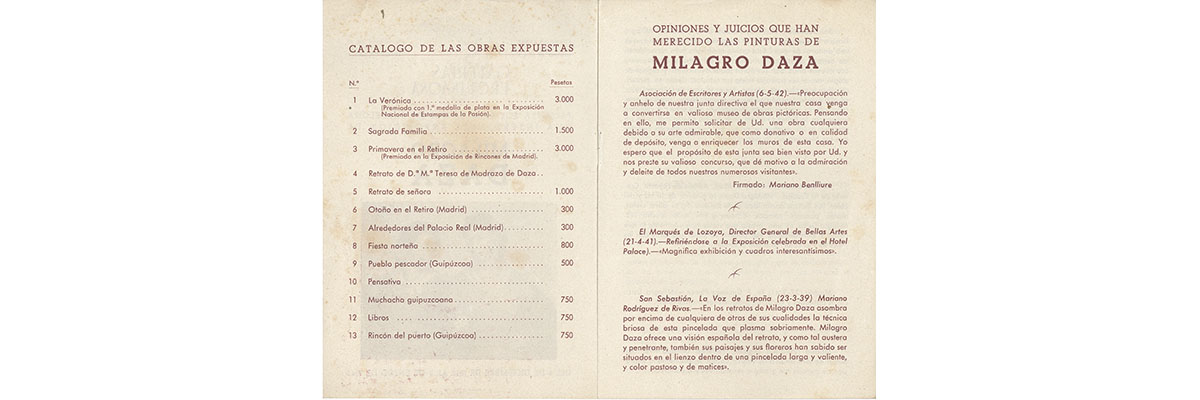 CATALOGO DE LAS OBRAS EXPUESTAS
N.º Pesetas
1 La Verónica 3.000
(Premiada con 1.ª medalla de plata en la Exposición
Nacional de Estampas de la Pasión).
2 Sagrada Familia 1.500
3 Primavera en el Retiro 3.000
(Premiada en la Exposición de Rincones de Madrid).
4 Retrato de D.ª M.ª Teresa de Madrazo de Daza..
5 Retrato de señora 1.000
6 Otoño en el Retiro (Madrid) 300
7 Alrededores del Palacio Real (Madrid) 300
8 Fiesta norteña 800
9 Pueblo pescador (Guipúzcoa) 500
10 Pensativa
11 Muchacha guipuzcoana 750
12 Libros 750
13 Rincón del puerto (Guipúzcoa) 750
OPINIONES Y JUICIOS QUE HAN
MERECIDO LAS PINTURAS DE
MILAGRO DAZA
Asociación de Escritores y Artistas (6-5-42).—«Preocupación
y anhelo de nuestra junta directiva el que nuestra casa venga
a convertirse en valioso museo de obras pictóricas. Pensando
en ello, me permito solicitar de Ud. una obra cualquiera
debido a su arte admirable, que como donativo o en calidad
de depósito, venga a enriquecer los muros de esta casa. Yo
espero que el propósito de esta junta sea bien visto por Ud. y
nos preste su valioso concurso, que dé motivo a la admiración
y deleite de todos nuestros numerosos visitantes».
Firmado: Mariano Benlliure
El Marqués de Lozoya, Director General de Bellas Artes
(21-4-41).—Refiriéndose a la Exposición celebrada en el Hotel
Palace).—«Magnifica exhibición y cuadros interesantísimos».
San Sebastián, La Voz de España (23-3-39) Mariano
Rodríguez de Rivas.—«En los retratos de Milagro Daza asombra
por encima de cualquiera de otras de sus cualidades la técnica
briosa de esta pincelada que plasma sobriamente. Milagro
Daza ofrece una visión española del retrato, y como tal austera
y penetrante, también sus paisajes y sus floreros han sabido ser
situados en el lienzo dentro de una pincelada larga y valiente,
y color pastoso y de matices».